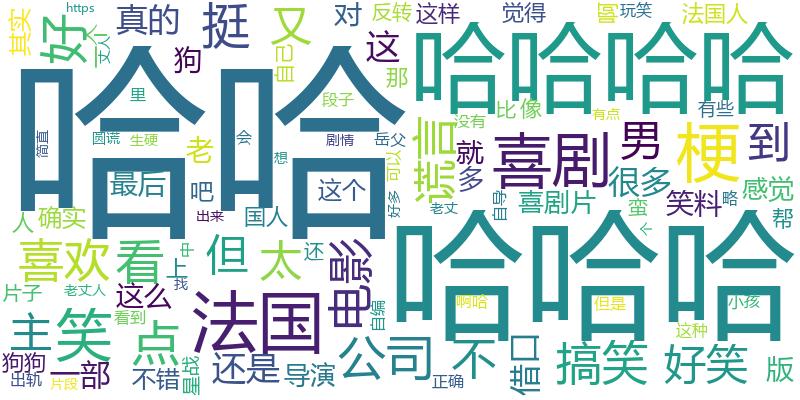 https
真的
挺
又
对
反转
这样
觉得
玩笑
法国人
其实
好
丈人
狗
自己
这
那
哈哈哈哈
哈哈
里
段子
比
像
没有
有点
有些
简直
圆谎
生硬
会
剧情
岳父
想
可以
谎言
就
多
喜剧
男
梗
到
老
最后
吧
这个
好多
老丈
自导
喜剧片
很多
蛮
笑料
感觉
略
帮
人
确实
国人
出来
喜欢
看
但
太
还
电影
哈哈哈
上
中
找
片子
老丈人
这么
法国
自编
啊哈
但是
小孩
主
笑
看到
点
这种
狗狗
一部
不错
星战
还是
导演
公司
不
借口
搞笑
好笑
版
出轨
片段
正确